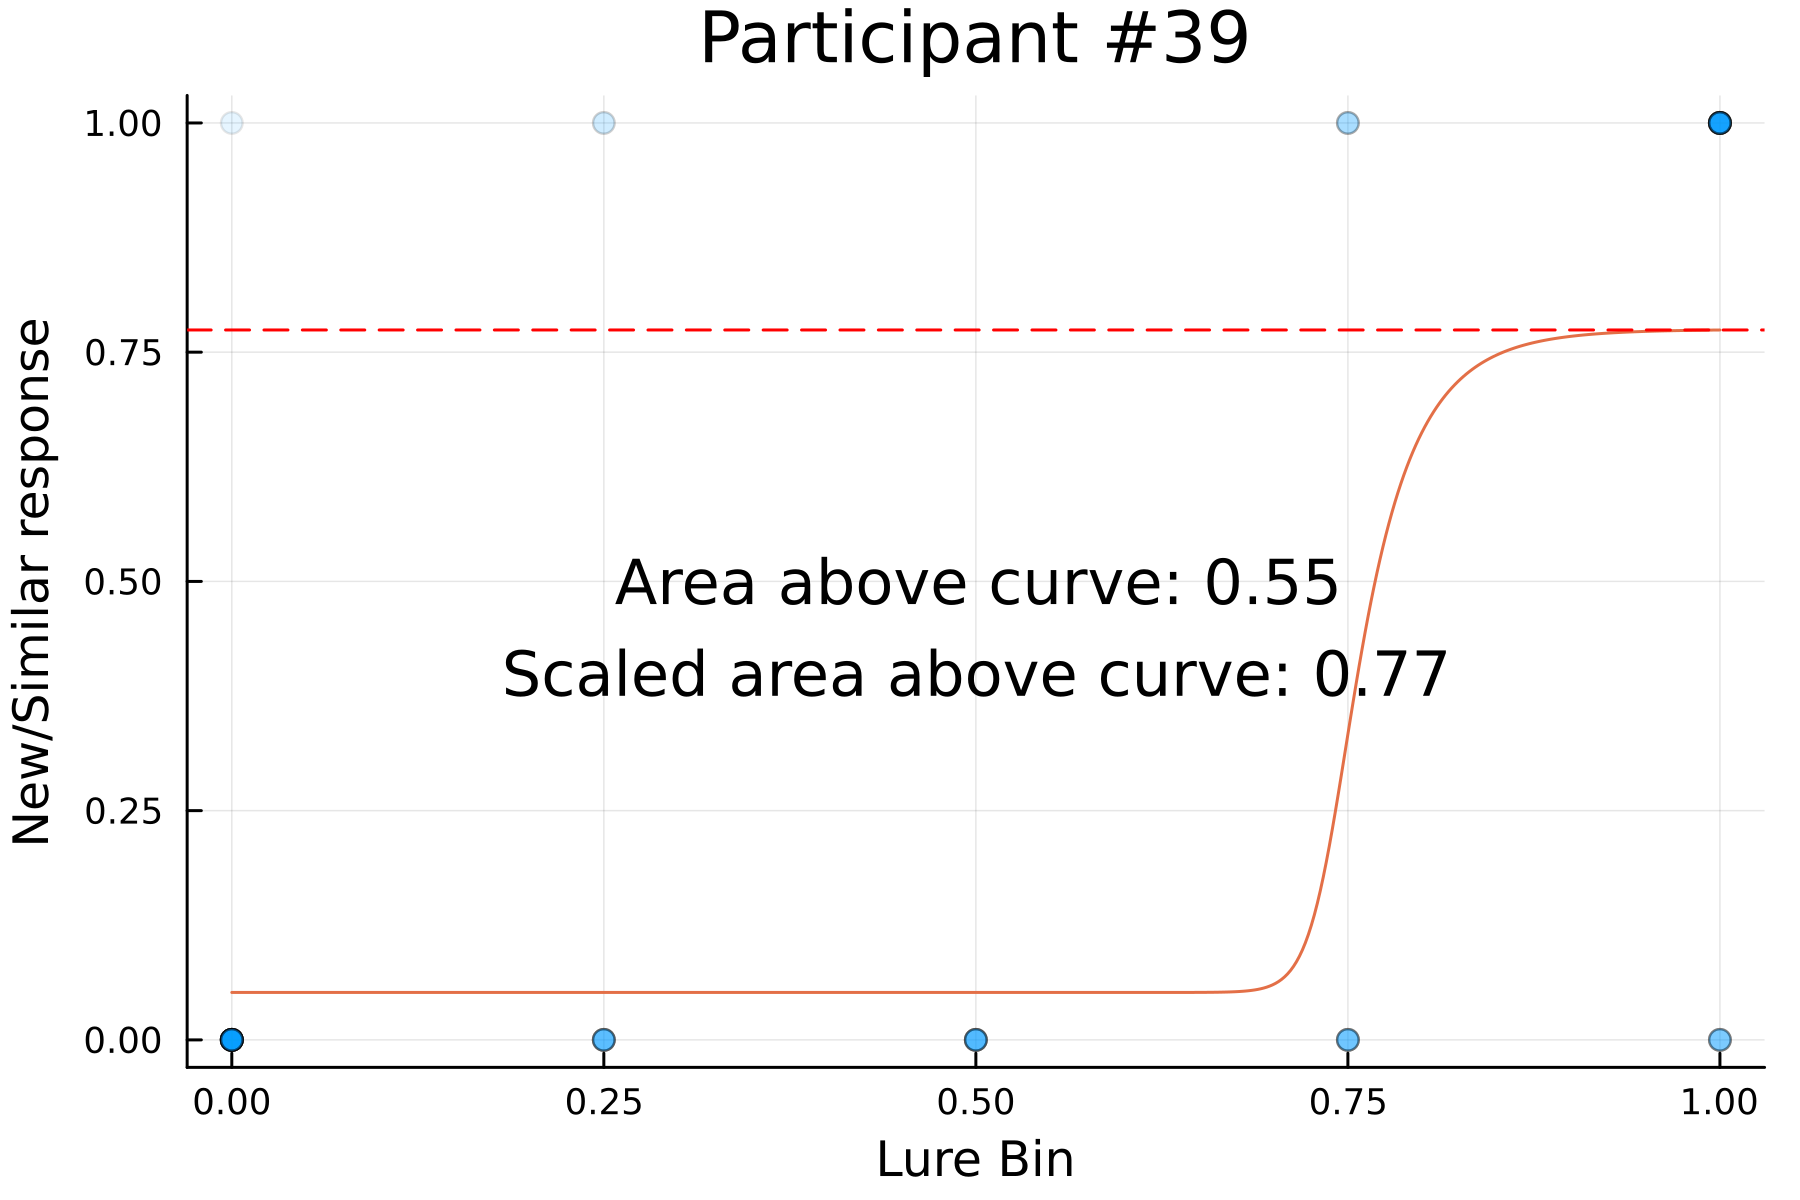 Participant #39
New/Similar response
1.00
0.75
0.50
0.25
0.00
Area above curve: 0.55
Scaled area above curve: 0.77
0.00 0.25 0.50 0.75 1.00
Lure Bin